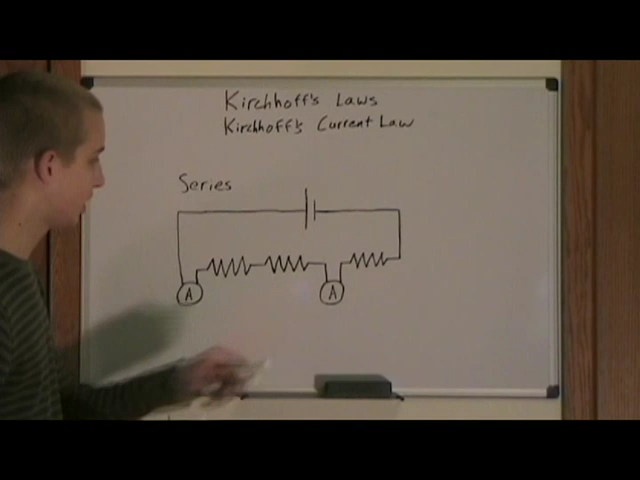 Kirchhoff's Laws
Kirchhoff's Current Law
Series
A
A